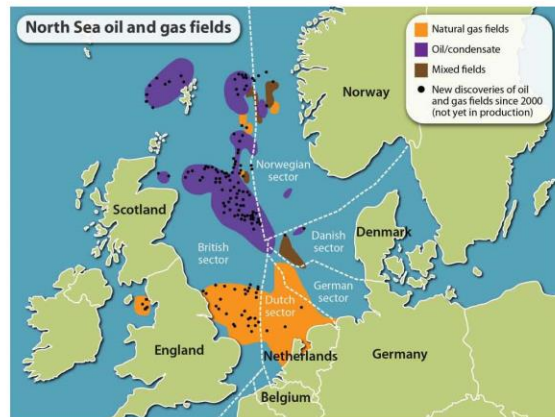 North Sea oil and gas fields
Natural gas fields
Oil/condensate
Mixed fields
New discoveries of oil
and gas fields since 2000
(not yet in production)
Norway
Norwegian
sector
Scotland
British
sector
Danish
sector
Denmark
German
sector
Dutch
sector
England
Netherlands
Germany
Belgium